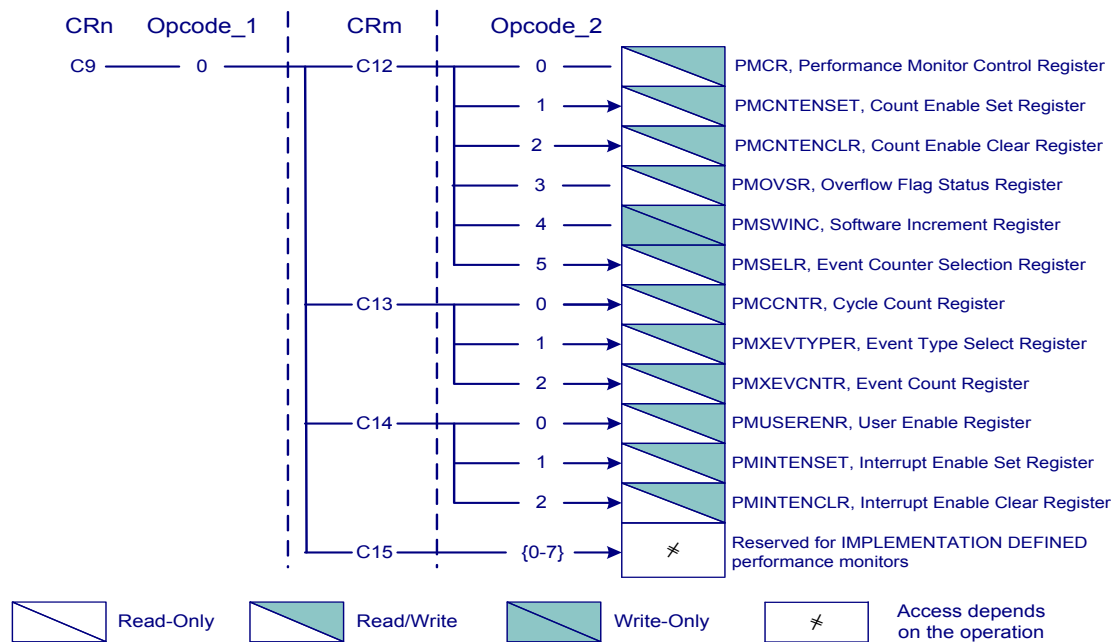 CRn Opcode_1 CRm Opcode_2
C9 0 C12 0 PMCR, Performance Monitor Control Register
1 PMCNTENSET, Count Enable Set Register
2 PMCNTENCLR, Count Enable Clear Register
3 PMOVSR, Overflow Flag Status Register
4 PMSWINC, Software Increment Register
5 PMSELR, Event Counter Selection Register
C13 0 PMCCNTR, Cycle Count Register
1 PMXEVTYPER, Event Type Select Register
2 PMXEVCNTR, Event Count Register
C14 0 PMUSERENR, User Enable Register
1 PMINTENSET, Interrupt Enable Set Register
2 PMINTENCLR, Interrupt Enable Clear Register
C15 {0-7} ≠ Reserved for IMPLEMENTATION DEFINED
performance monitors
Read-Only Read/Write Write-Only ≠ Access depends
on the operation